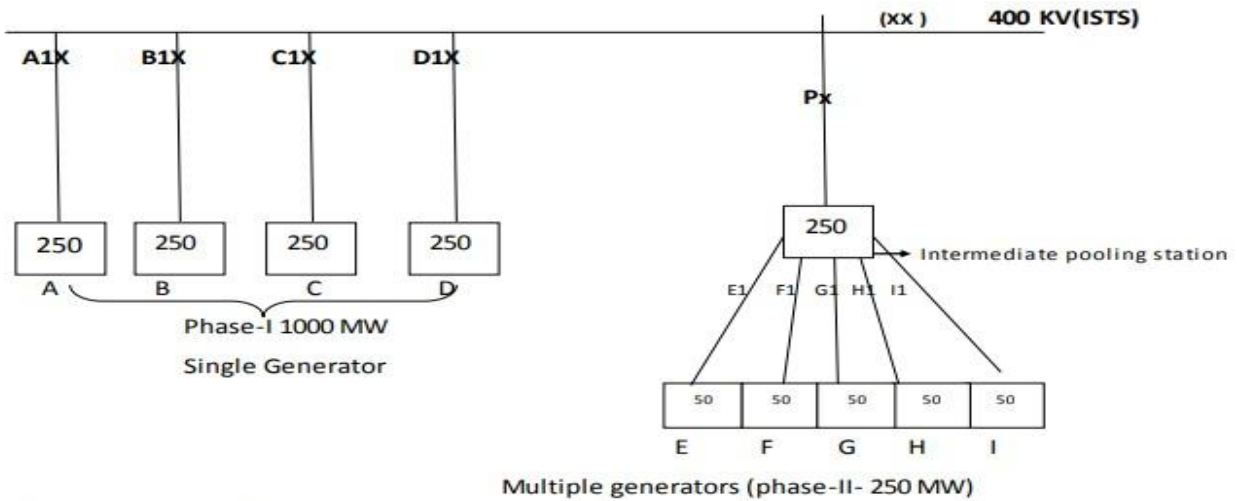 (XX ) 400 KV(ISTS)
A1X B1X C1X D1X
Px
250 250 250 250
250
Intermediate pooling station
A B C D
E1 F1 G1 H1 I1
Phase-I 1000 MW
Single Generator
50 50 50 50 50
E F G H I
Multiple generators (phase-II- 250 MW)